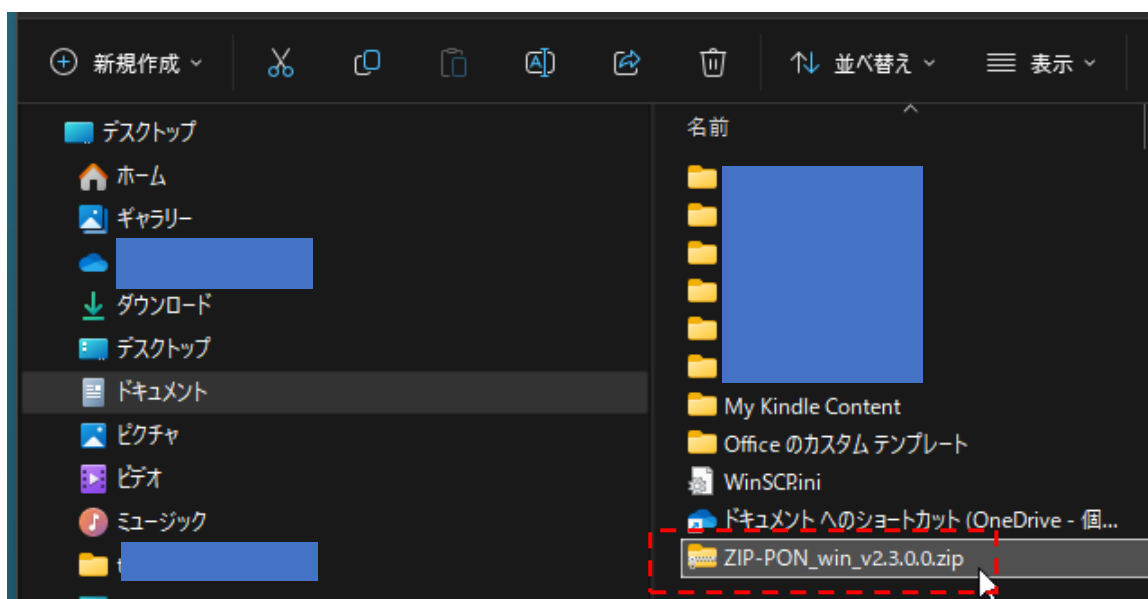 新規作成
並べ替え
表示
デスクトップ
ホーム
ギャラリー
ダウンロード
デスクトップ
ドキュメント
ピクチャ
ビデオ
ミュージック
名前
My Kindle Content
Office のカスタム テンプレート
WinSCP.ini
ドキュメント へのショートカット (OneDrive - 個...
ZIP-PON_win_v2.3.0.0.zip